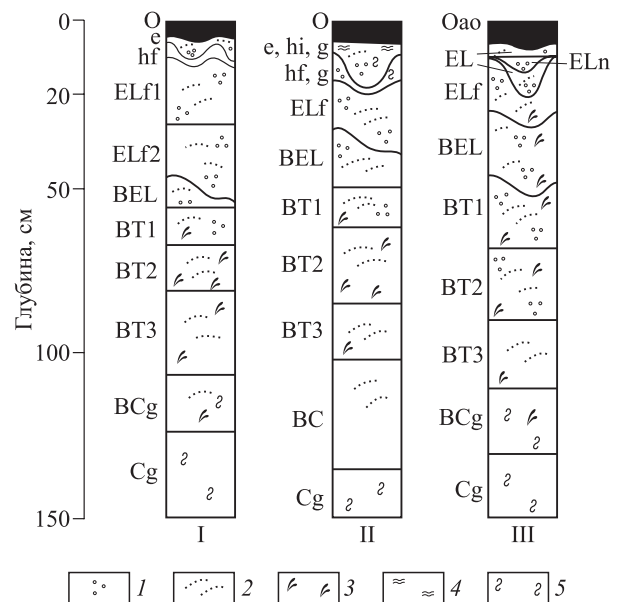 Глубина, см
0
20
50
100
150
O
e
hf
ELf1
ELf2
BEL
BT1
BT2
BT3
BCg
Cg
I
O
e, hi, g
hf, g
ELf
BEL
BT1
BT2
BT3
BC
Cg
II
Oao
EL
ELn
ELf
BEL
BT1
BT2
BT3
BCg
Cg
III
1 2 3 4 5